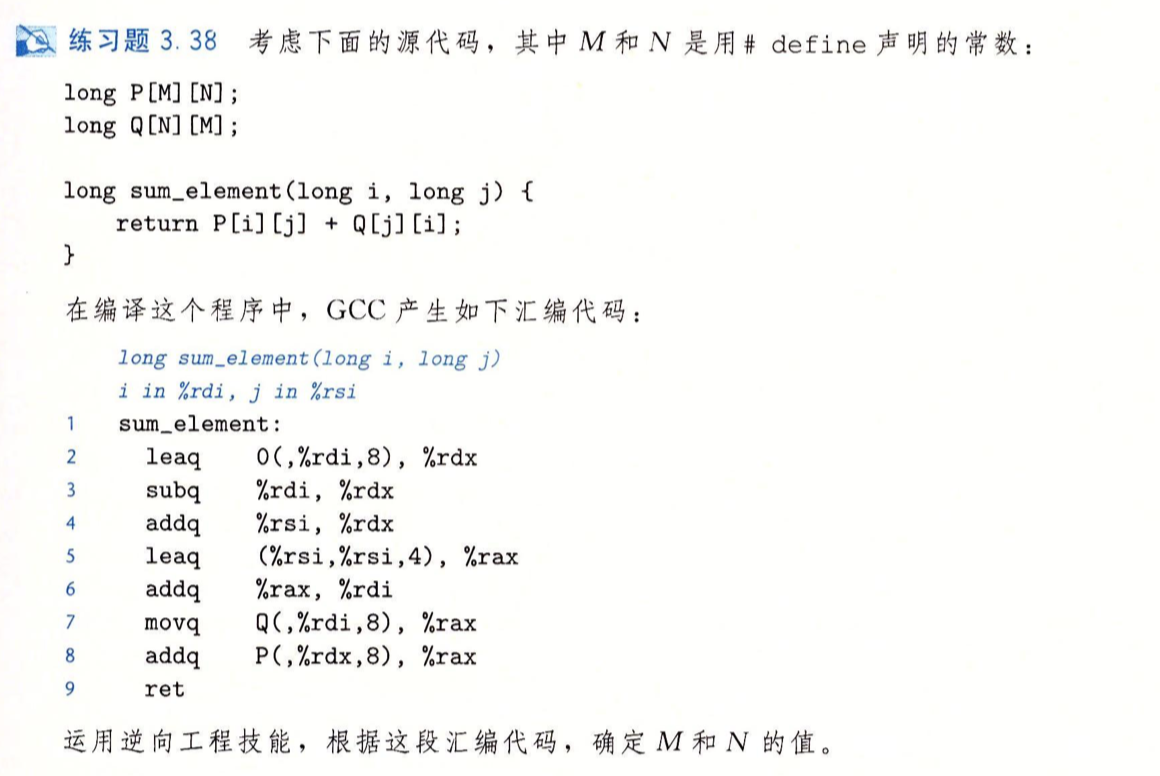 练习题 3.38 考虑下面的源代码，其中 M 和 N 是用# define 声明的常数：
long P[M][N];
long Q[N][M];
long sum_element(long i, long j) {
return P[i][j] + Q[j][i];
}
在编译这个程序中，GCC 产生如下汇编代码：
long sum_element(long i, long j)
i in %rdi, j in %rsi
1 sum_element:
2 leaq 0(,%rdi,8), %rdx
3 subq %rdi, %rdx
4 addq %rsi, %rdx
5 leaq (%rsi,%rsi,4), %rax
6 addq %rax, %rdi
7 movq Q(,%rdi,8), %rax
8 addq P(,%rdx,8), %rax
9 ret
运用逆向工程技能，根据这段汇编代码，确定 M 和 N 的值。